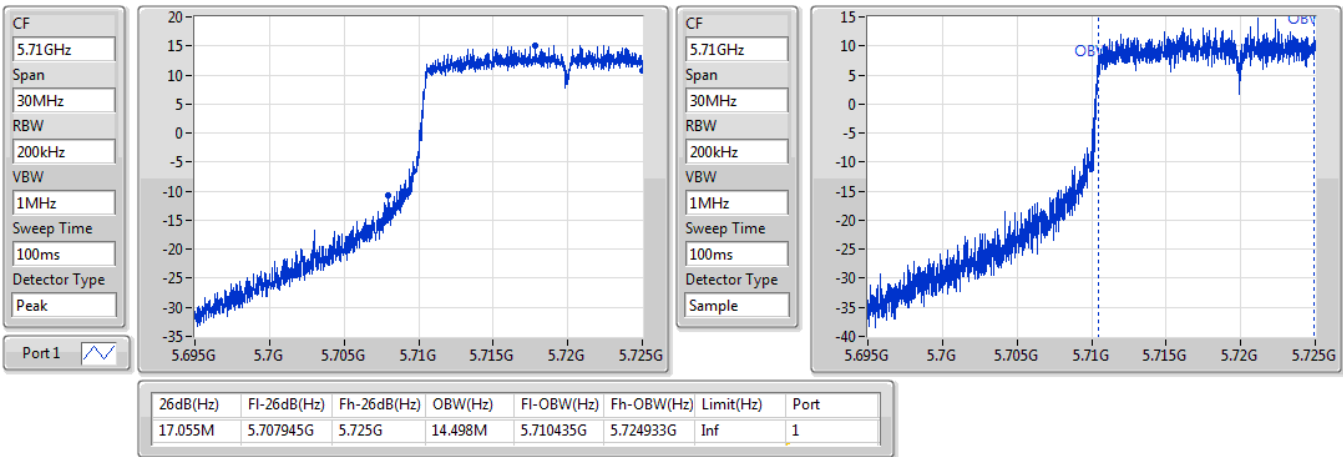 CF
5.71GHz
Span
30MHz
RBW
200kHz
VBW
1MHz
Sweep Time
100ms
Detector Type
Peak
Port 1
20
15
10
5
0
-5
-10
-15
-20
-25
-30
-35
5.695G 5.7G 5.705G 5.71G 5.715G 5.72G 5.725G
CF
5.71GHz
Span
30MHz
RBW
200kHz
VBW
1MHz
Sweep Time
100ms
Detector Type
Sample
15
10
5
0
-5
-10
-15
-20
-25
-30
-35
-40
5.695G 5.7G 5.705G 5.71G 5.715G 5.72G 5.725G
26dB(Hz) Fl-26dB(Hz) Fh-26dB(Hz) OBW(Hz) Fl-OBW(Hz) Fh-OBW(Hz) Limit(Hz) Port
17.055M 5.707945G 5.725G 14.498M 5.710435G 5.724933G Inf 1